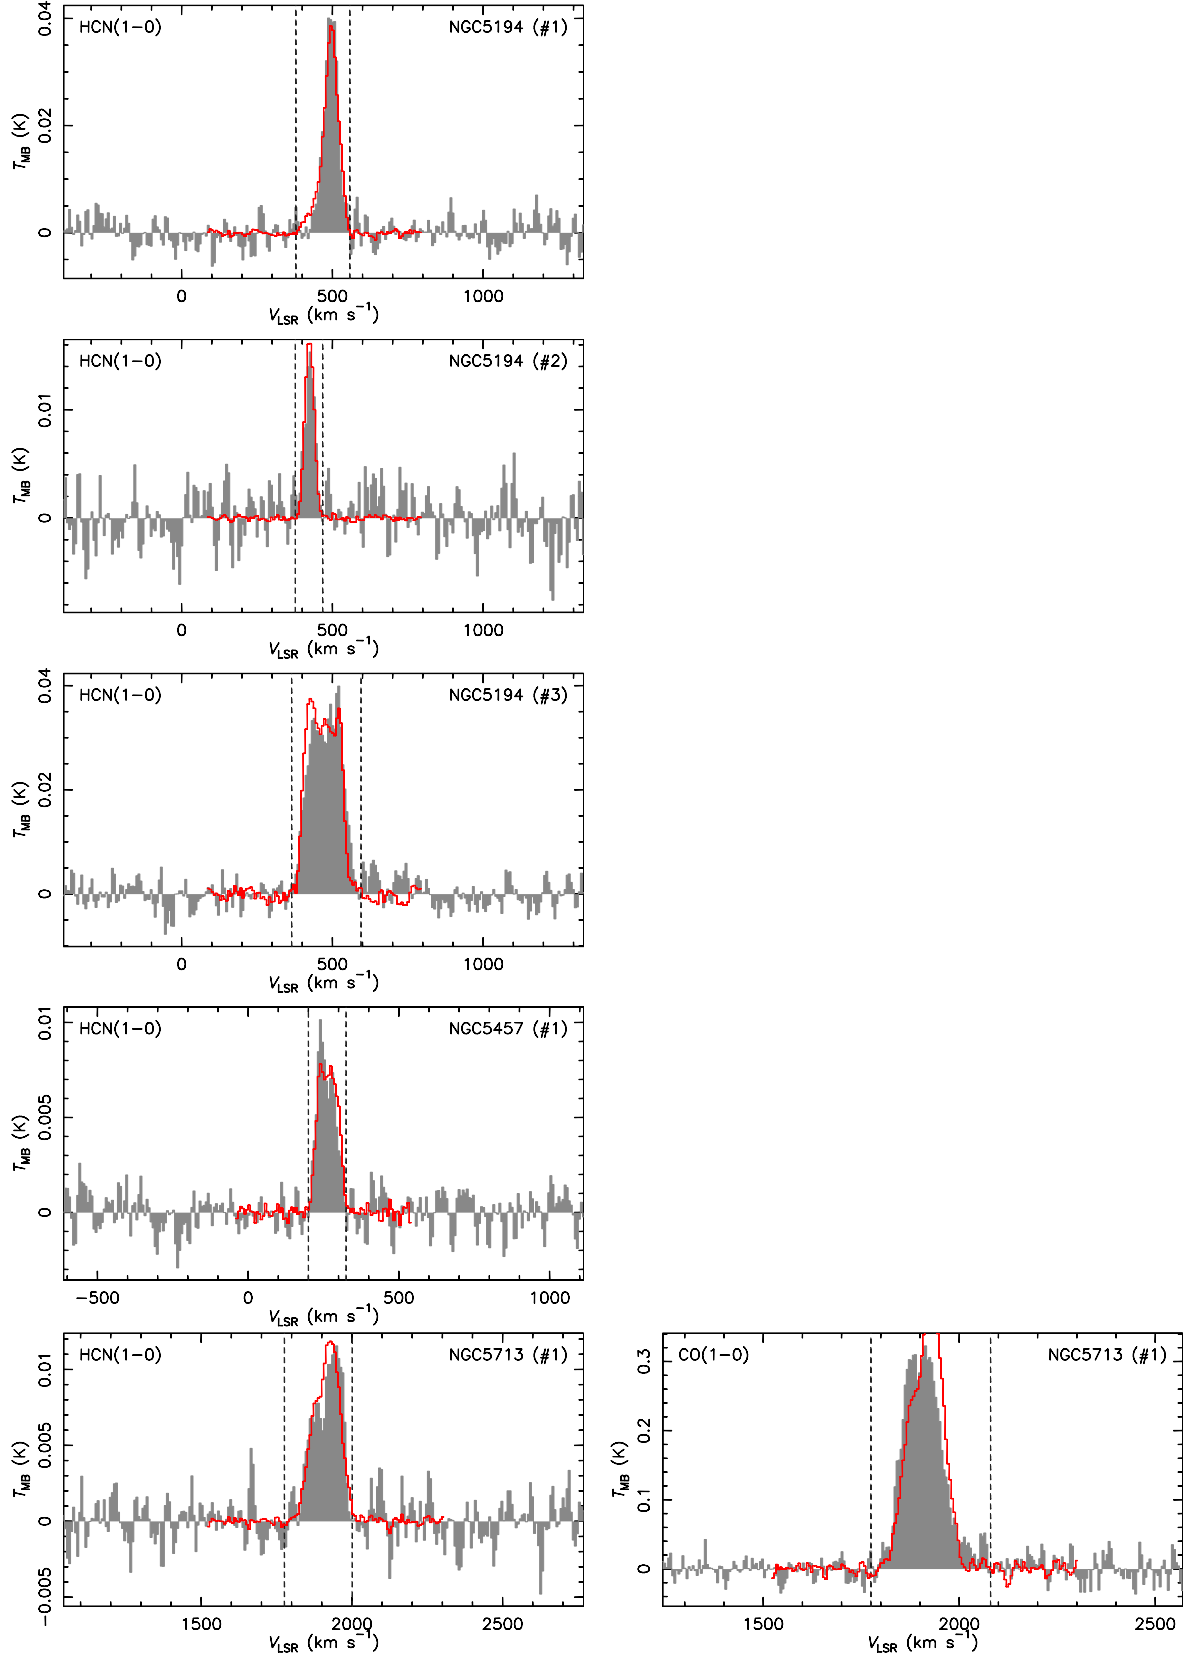 HCN(1−0) NGC5194 (#1)
0.04
0.02
0
T_MB (K)
0 500 1000
V_LSR (km s⁻¹)
HCN(1−0) NGC5194 (#2)
0.01
0
T_MB (K)
0 500 1000
V_LSR (km s⁻¹)
HCN(1−0) NGC5194 (#3)
0.04
0.02
0
T_MB (K)
0 500 1000
V_LSR (km s⁻¹)
HCN(1−0) NGC5457 (#1)
0.01
0.005
0
T_MB (K)
−500 0 500 1000
V_LSR (km s⁻¹)
HCN(1−0) NGC5713 (#1)
0.01
0.005
0
−0.005
T_MB (K)
1500 2000 2500
V_LSR (km s⁻¹)
CO(1−0) NGC5713 (#1)
0.3
0.2
0.1
0
T_MB (K)
1500 2000 2500
V_LSR (km s⁻¹)